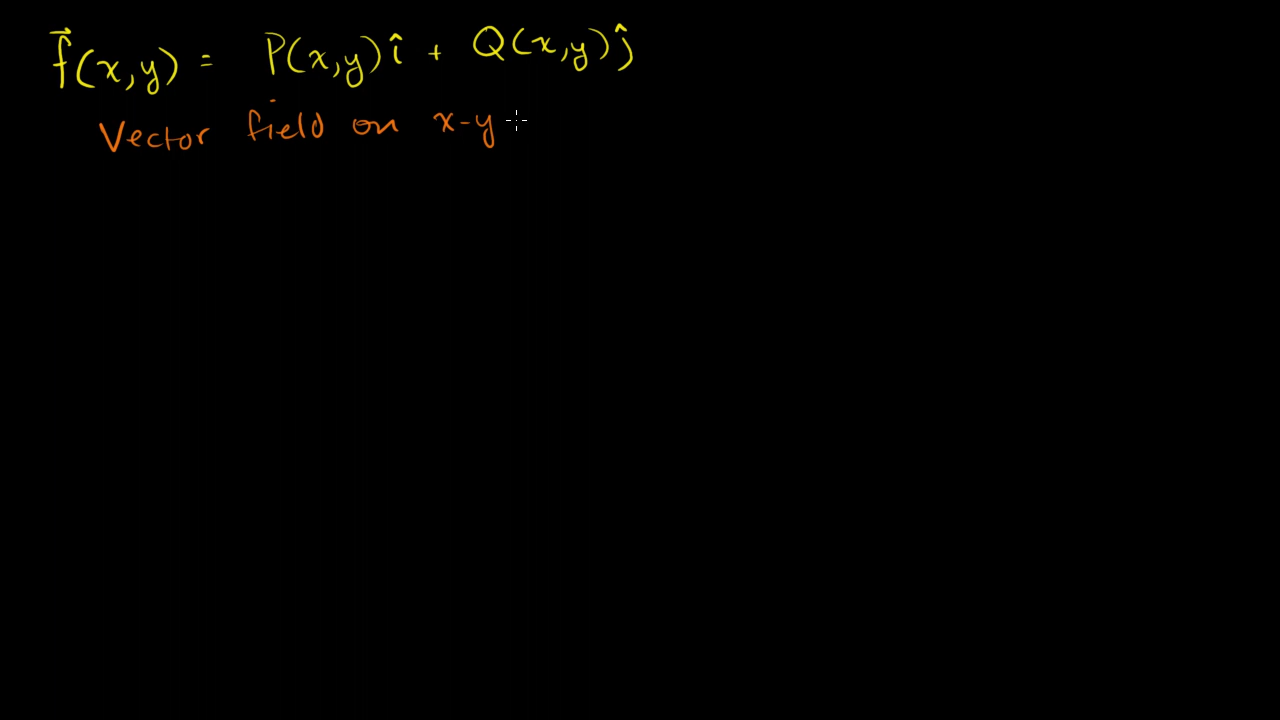 f⃗(x,y) = P(x,y)î + Q(x,y)ĵ
Vector field on x-y